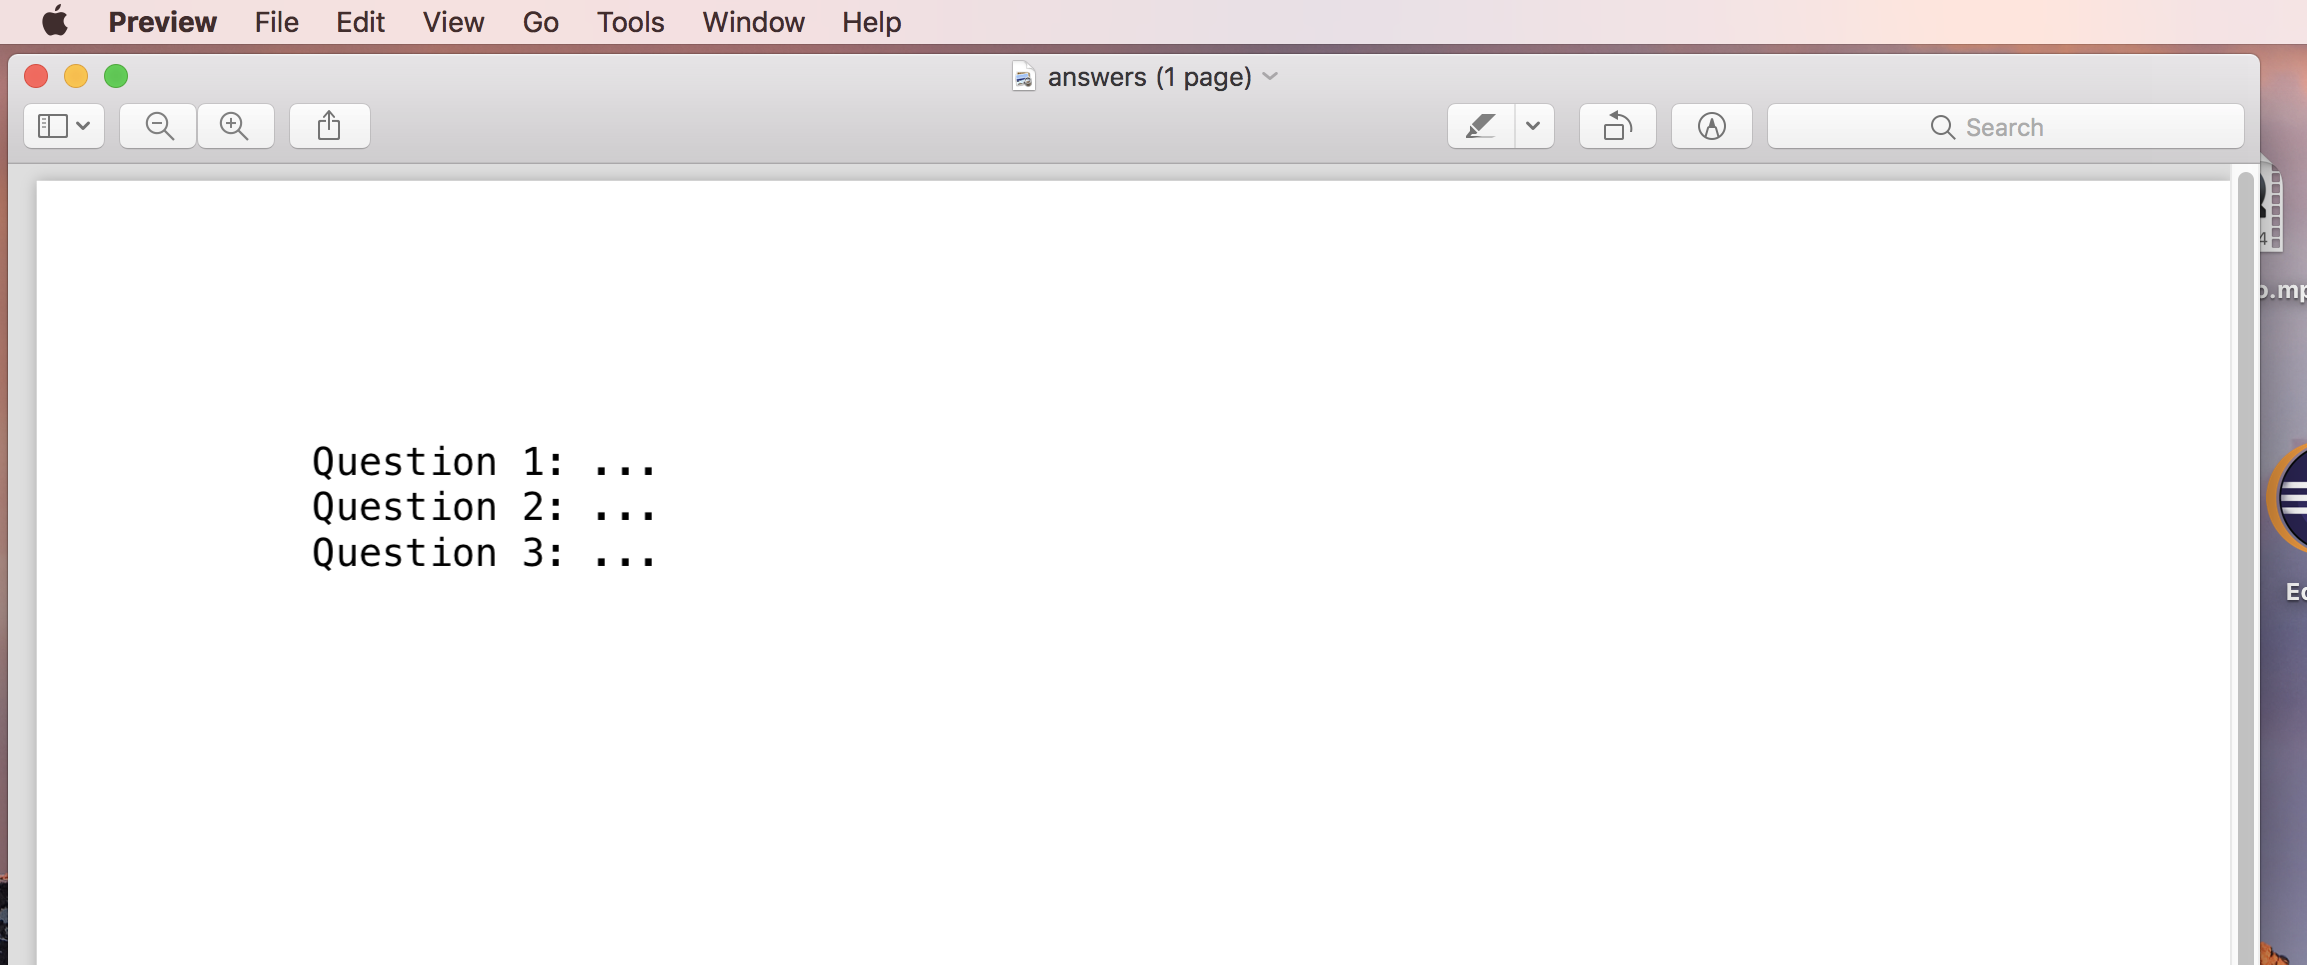 Preview File Edit View Go Tools Window Help
answers (1 page)
Search
Question 1: ...
Question 2: ...
Question 3: ...
4
o.mp
Ec